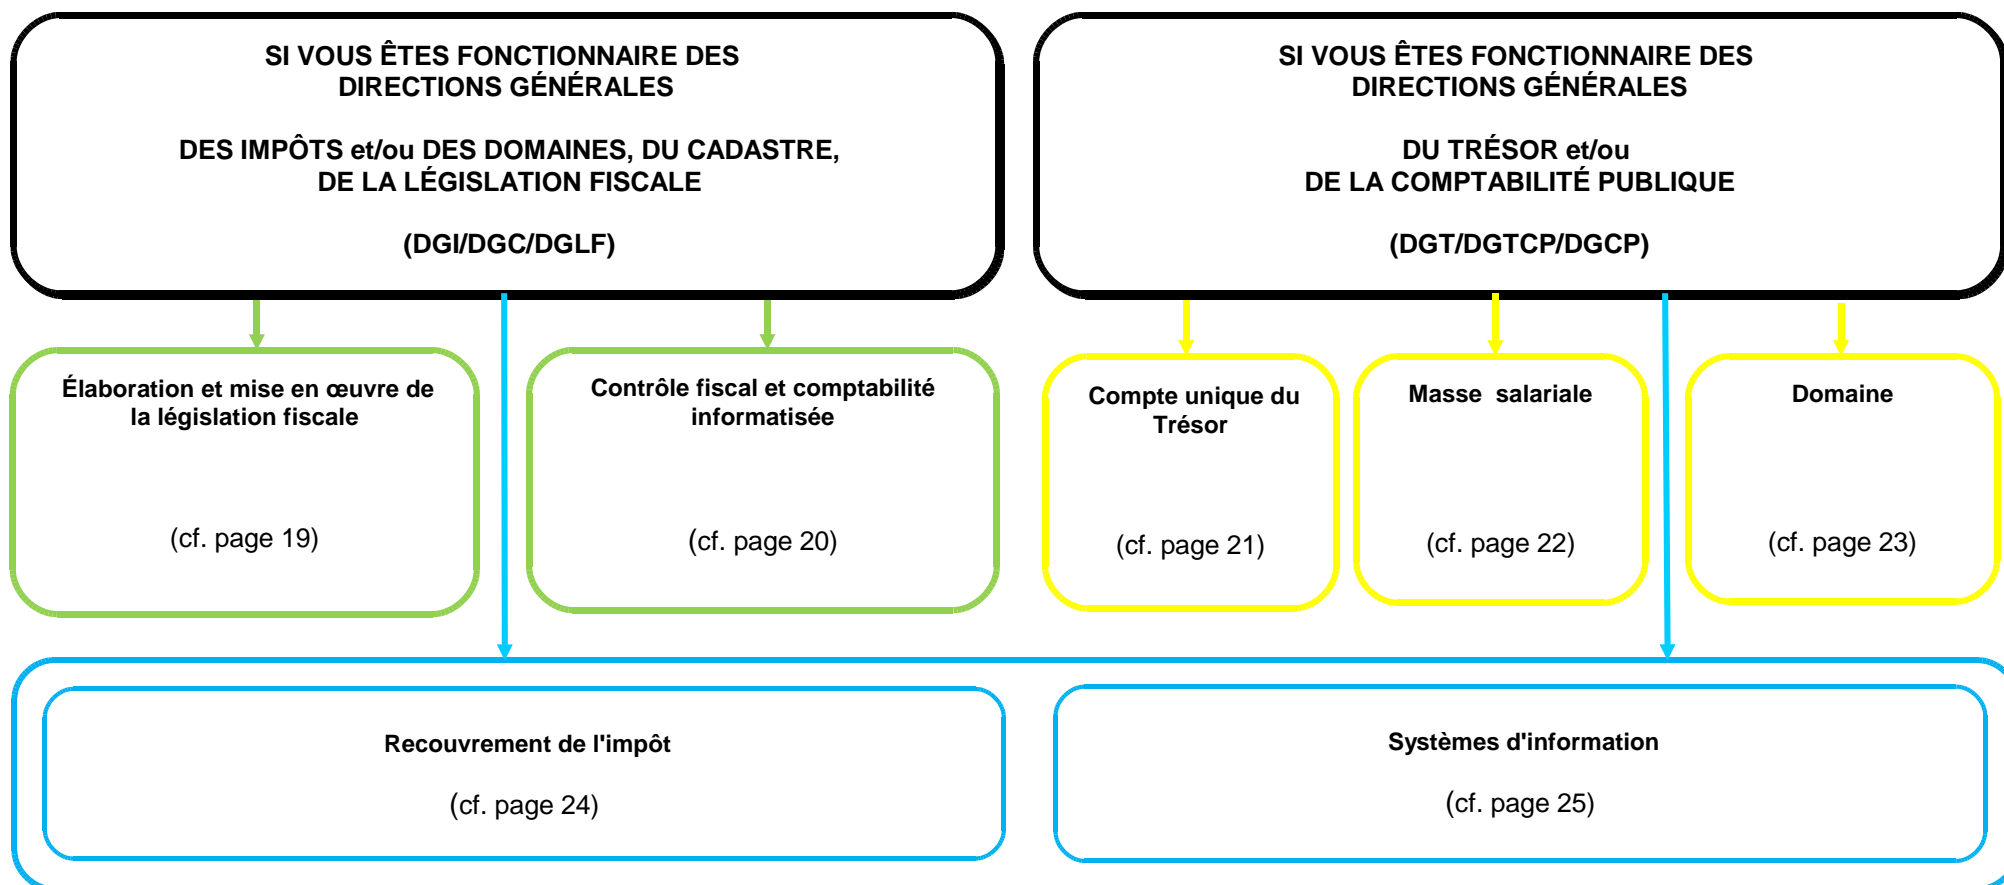 SI VOUS ÊTES FONCTIONNAIRE DES
DIRECTIONS GÉNÉRALES
DES IMPÔTS et/ou DES DOMAINES, DU CADASTRE,
DE LA LÉGISLATION FISCALE
(DGI/DGC/DGLF)
SI VOUS ÊTES FONCTIONNAIRE DES
DIRECTIONS GÉNÉRALES
DU TRÉSOR et/ou
DE LA COMPTABILITÉ PUBLIQUE
(DGT/DGTCP/DGCP)
Élaboration et mise en œuvre de
la législation fiscale
(cf. page 19)
Contrôle fiscal et comptabilité
informatisée
(cf. page 20)
Compte unique du
Trésor
(cf. page 21)
Masse salariale
(cf. page 22)
Domaine
(cf. page 23)
Recouvrement de l'impôt
(cf. page 24)
Systèmes d'information
(cf. page 25)